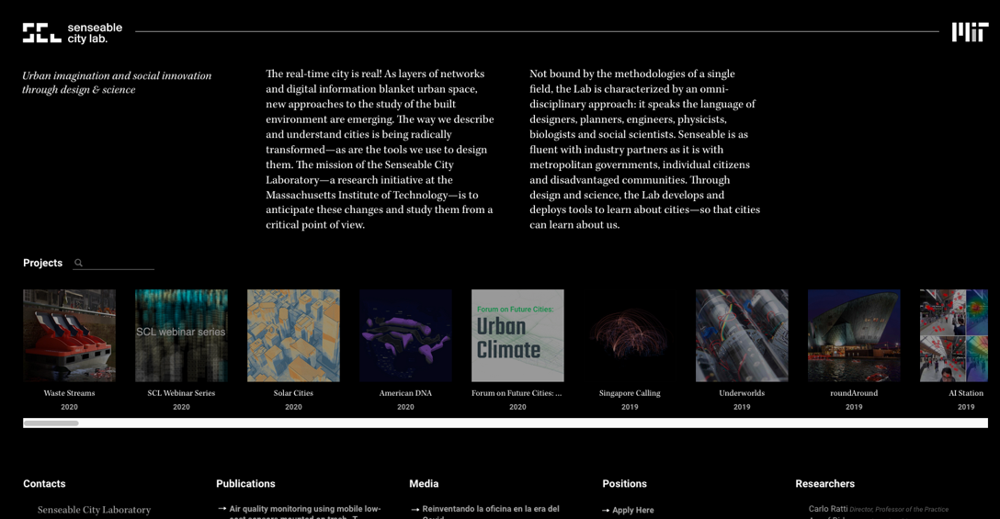 senseable
city lab.
MIT
Urban imagination and social innovation
through design & science
The real-time city is real! As layers of networks
and digital information blanket urban space,
new approaches to the study of the built
environment are emerging. The way we describe
and understand cities is being radically
transformed—as are the tools we use to design
them. The mission of the Senseable City
Laboratory—a research initiative at the
Massachusetts Institute of Technology—is to
anticipate these changes and study them from a
critical point of view.
Not bound by the methodologies of a single
field, the Lab is characterized by an omni-
disciplinary approach: it speaks the language of
designers, planners, engineers, physicists,
biologists and social scientists. Senseable is as
fluent with industry partners as it is with
metropolitan governments, individual citizens
and disadvantaged communities. Through
design and science, the Lab develops and
deploys tools to learn about cities—so that cities
can learn about us.
Projects
SCL webinar series
Forum on Future Cities:
Urban
Climate
Waste Streams
2020
SCL Webinar Series
2020
Solar Cities
2020
American DNA
2020
Forum on Future Cities: ...
2020
Singapore Calling
2019
Underworlds
2019
roundAround
2019
AI Station
2019
Contacts
Senseable City Laboratory
Publications
→ Air quality monitoring using mobile low-
Media
→ Reinventando la oficina en la era del
Positions
→ Apply Here
Researchers
Carlo Ratti Director, Professor of the Practice